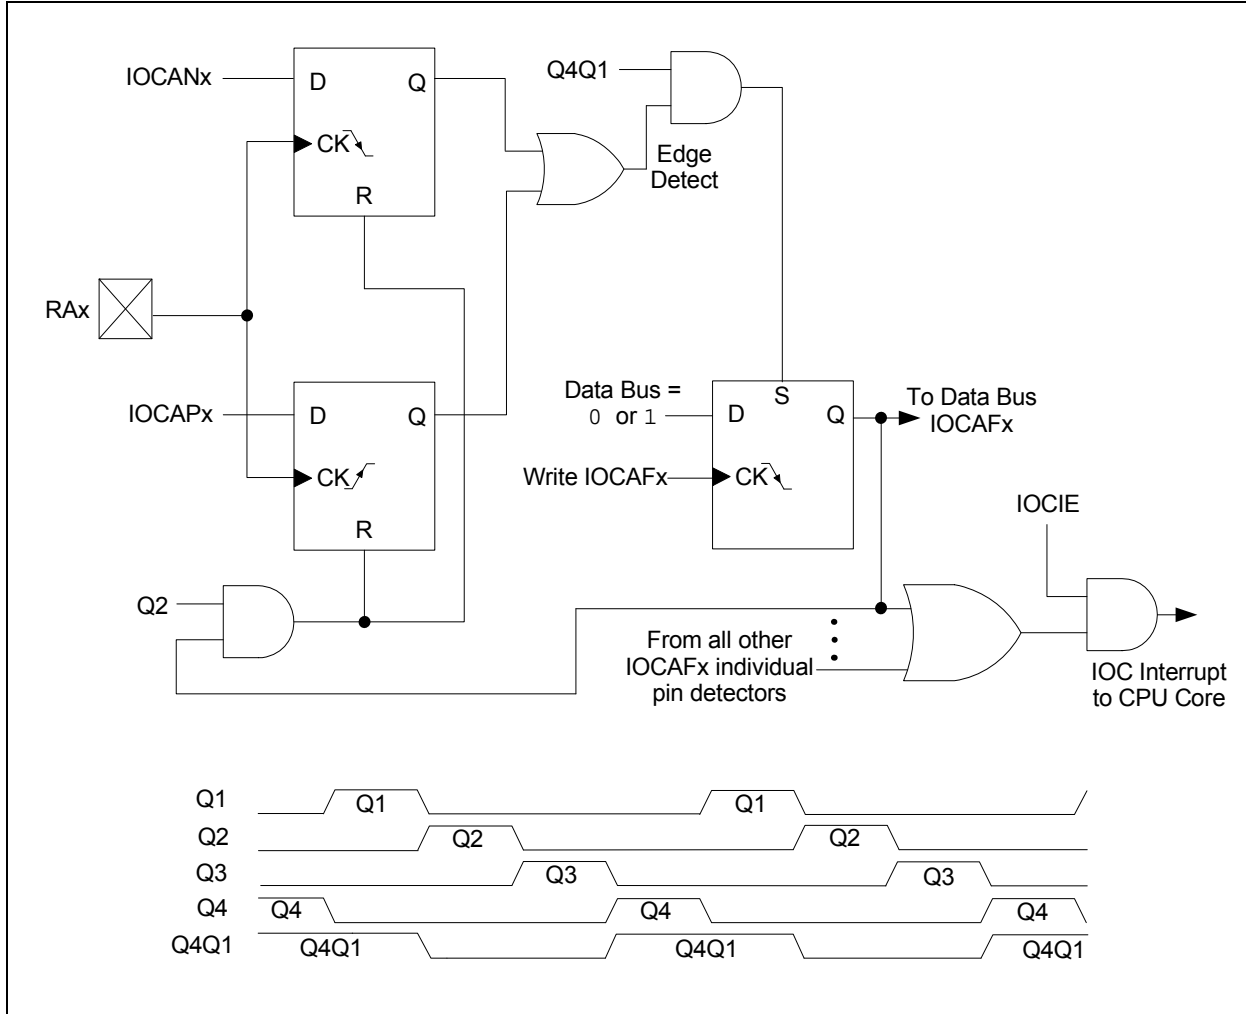 IOCANx
D
Q
CK
R
Q4Q1
Edge
Detect
RAx
IOCAPx
D
Q
CK
R
Data Bus =
0 or 1
S
D
Q
To Data Bus
IOCAFx
Write IOCAFx
CK
IOCIE
Q2
From all other
IOCAFx individual
pin detectors
IOC Interrupt
to CPU Core
Q1 Q1 Q1
Q2 Q2 Q2
Q3 Q3 Q3
Q4 Q4 Q4 Q4
Q4Q1 Q4Q1 Q4Q1 Q4Q1